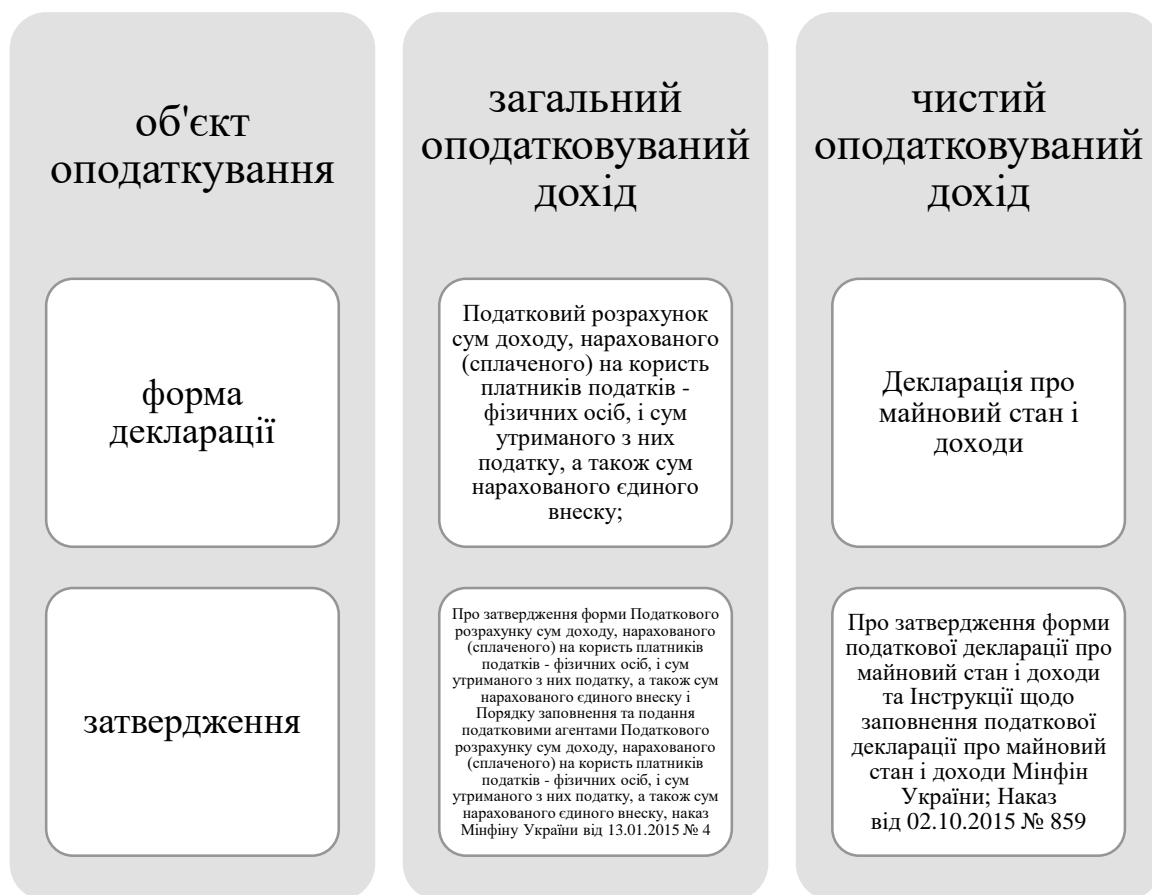 об'єкт
оподаткування
форма
декларації
затвердження
загальний
оподатковуваний
дохід
Податковий розрахунок
сум доходу, нарахованого
(сплаченого) на користь
платників податків -
фізичних осіб, і сум
утриманого з них
податку, а також сум
нарахованого єдиного
внеску;
Про затвердження форми Податкового
розрахунку сум доходу, нарахованого
(сплаченого) на користь платників
податків - фізичних осіб, і сум
утриманого з них податку, а також сум
нарахованого єдиного внеску і
Порядку заповнення та подання
податковими агентами Податкового
розрахунку сум доходу, нарахованого
(сплаченого) на користь платників
податків - фізичних осіб, і сум
утриманого з них податку, а також сум
нарахованого єдиного внеску, наказ
Мінфіну України від 13.01.2015 № 4
чистий
оподатковуваний
дохід
Декларація про
майновий стан і
доходи
Про затвердження форми
податкової декларації про
майновий стан і доходи
та Інструкції щодо
заповнення податкової
декларації про майновий
стан і доходи Мінфін
України; Наказ
від 02.10.2015 № 859